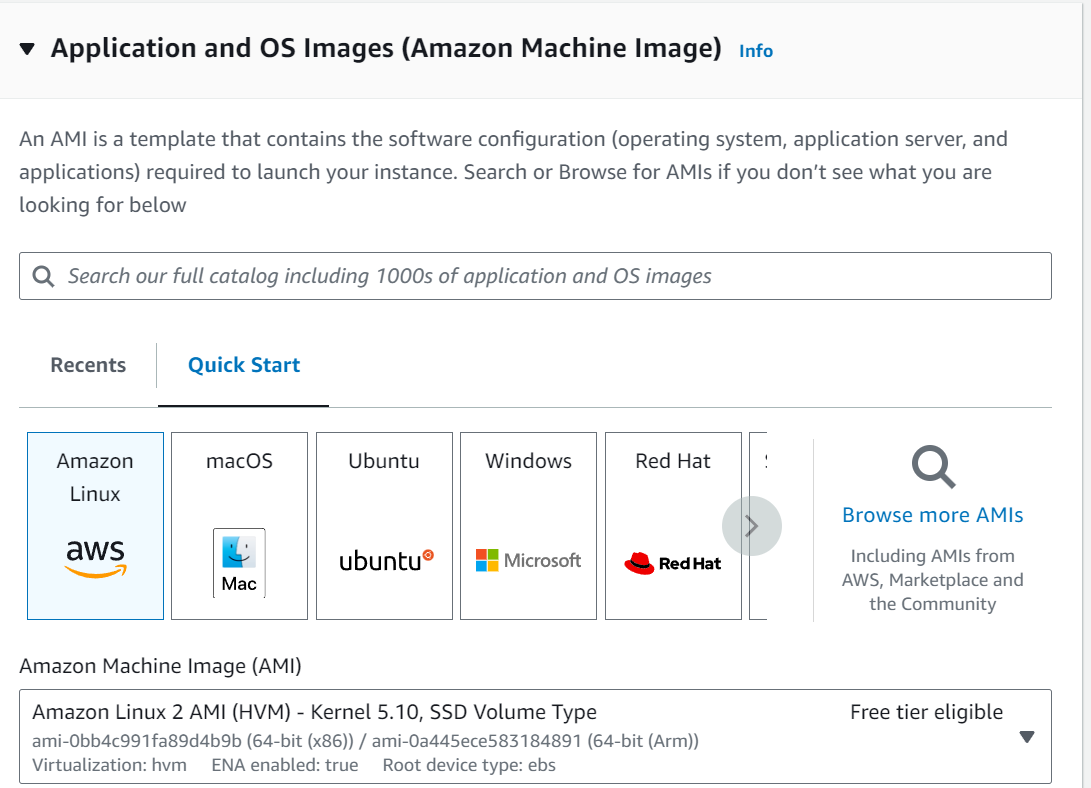 Application and OS Images (Amazon Machine Image) Info
An AMI is a template that contains the software configuration (operating system, application server, and
applications) required to launch your instance. Search or Browse for AMIs if you don’t see what you are
looking for below
Search our full catalog including 1000s of application and OS images
Recents
Quick Start
Amazon
Linux
aws
macOS
Mac
Ubuntu
ubuntu
Windows
Microsoft
Red Hat
Red Hat
Browse more AMIs
Including AMIs from
AWS, Marketplace and
the Community
Amazon Machine Image (AMI)
Amazon Linux 2 AMI (HVM) - Kernel 5.10, SSD Volume Type Free tier eligible
ami-0bb4c991fa89d4b9b (64-bit (x86)) / ami-0a445ece583184891 (64-bit (Arm))
Virtualization: hvm ENA enabled: true Root device type: ebs